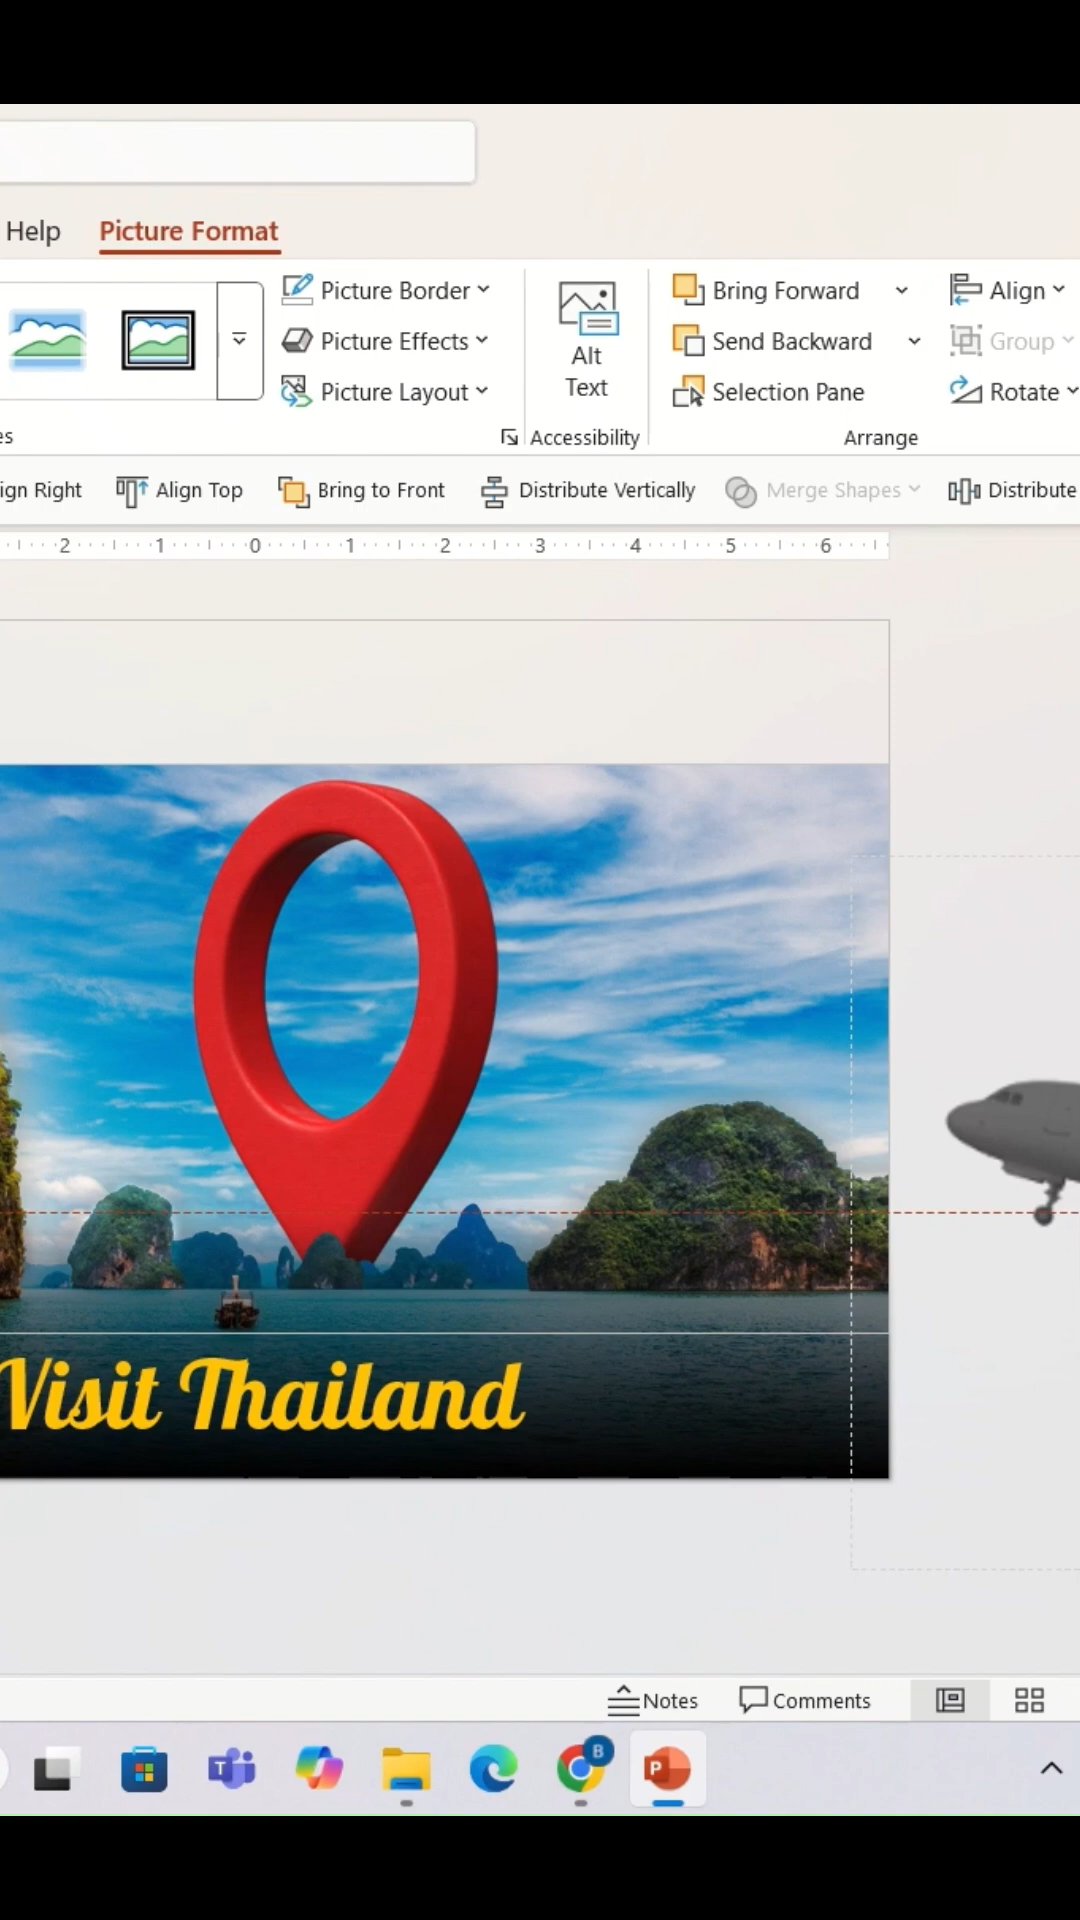 Help Picture Format
Picture Border
Picture Effects
Picture Layout
Alt
Text
Bring Forward
Send Backward
Selection Pane
Align
Group
Rotate
es
Accessibility
Arrange
ign Right Align Top Bring to Front Distribute Vertically Merge Shapes Distribute
2 1 0 1 2 3 4 5 6
Visit Thailand
Notes Comments
T B P